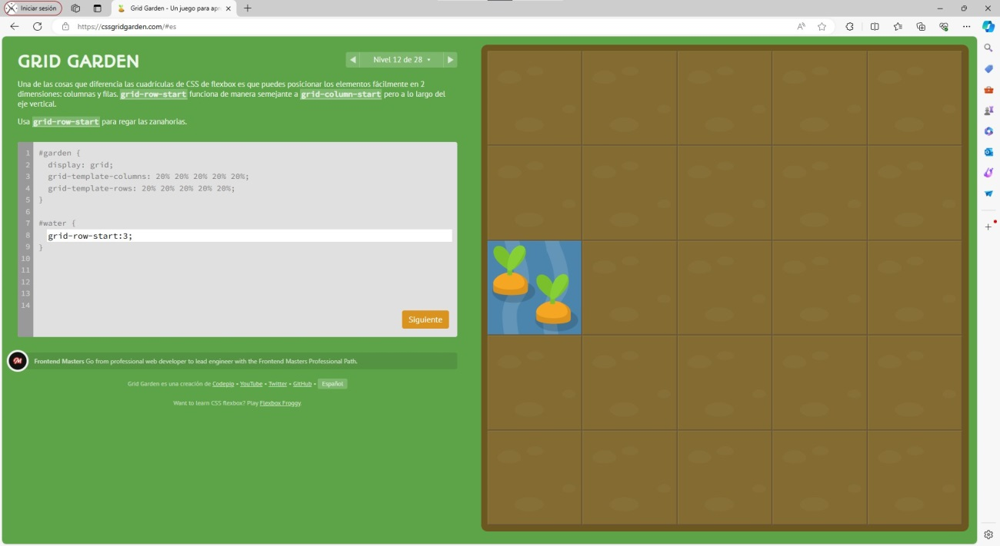 Iniciar sesión
Grid Garden - Un juego para apr
https://cssgridgarden.com/#es
GRID GARDEN
Nivel 12 de 28
Una de las cosas que diferencia las cuadriculas de CSS de flexbox es que puedes posicionar los elementos fácilmente en 2
dimensiones: columnas y filas. grid-row-start funciona de manera semejante a grid-column-start pero a lo largo del
eje vertical.
Usa grid-row-start para regar las zanahorias.
1 #garden {
2 display: grid;
3 grid-template-columns: 20% 20% 20% 20% 20%;
4 grid-template-rows: 20% 20% 20% 20% 20%;
5 }
6
7 #water {
8 grid-row-start:3;
9 }
10
11
12
13
14
Siguiente
Frontend Masters Go from professional web developer to lead engineer with the Frontend Masters Professional Path.
Grid Garden es una creación de Codepip • YouTube • Twitter • GitHub • Español
Want to learn CSS flexbox? Play Flexbox Froggy.